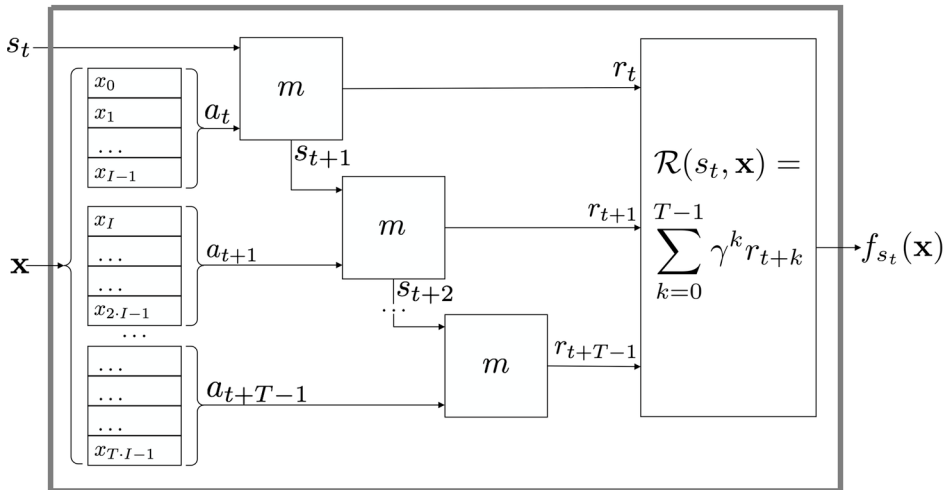 s_t
x_0
x_1
...
x_{I-1}
a_t
m
r_t
s_{t+1}
x_I
...
...
x_{2·I-1}
a_{t+1}
m
r_{t+1}
x
s_{t+2}
...
...
...
...
...
x_{T·I-1}
a_{t+T-1}
m
r_{t+T-1}
R(s_t, x) =
∑_{k=0}^{T-1} γ^k r_{t+k}
f_{s_t}(x)